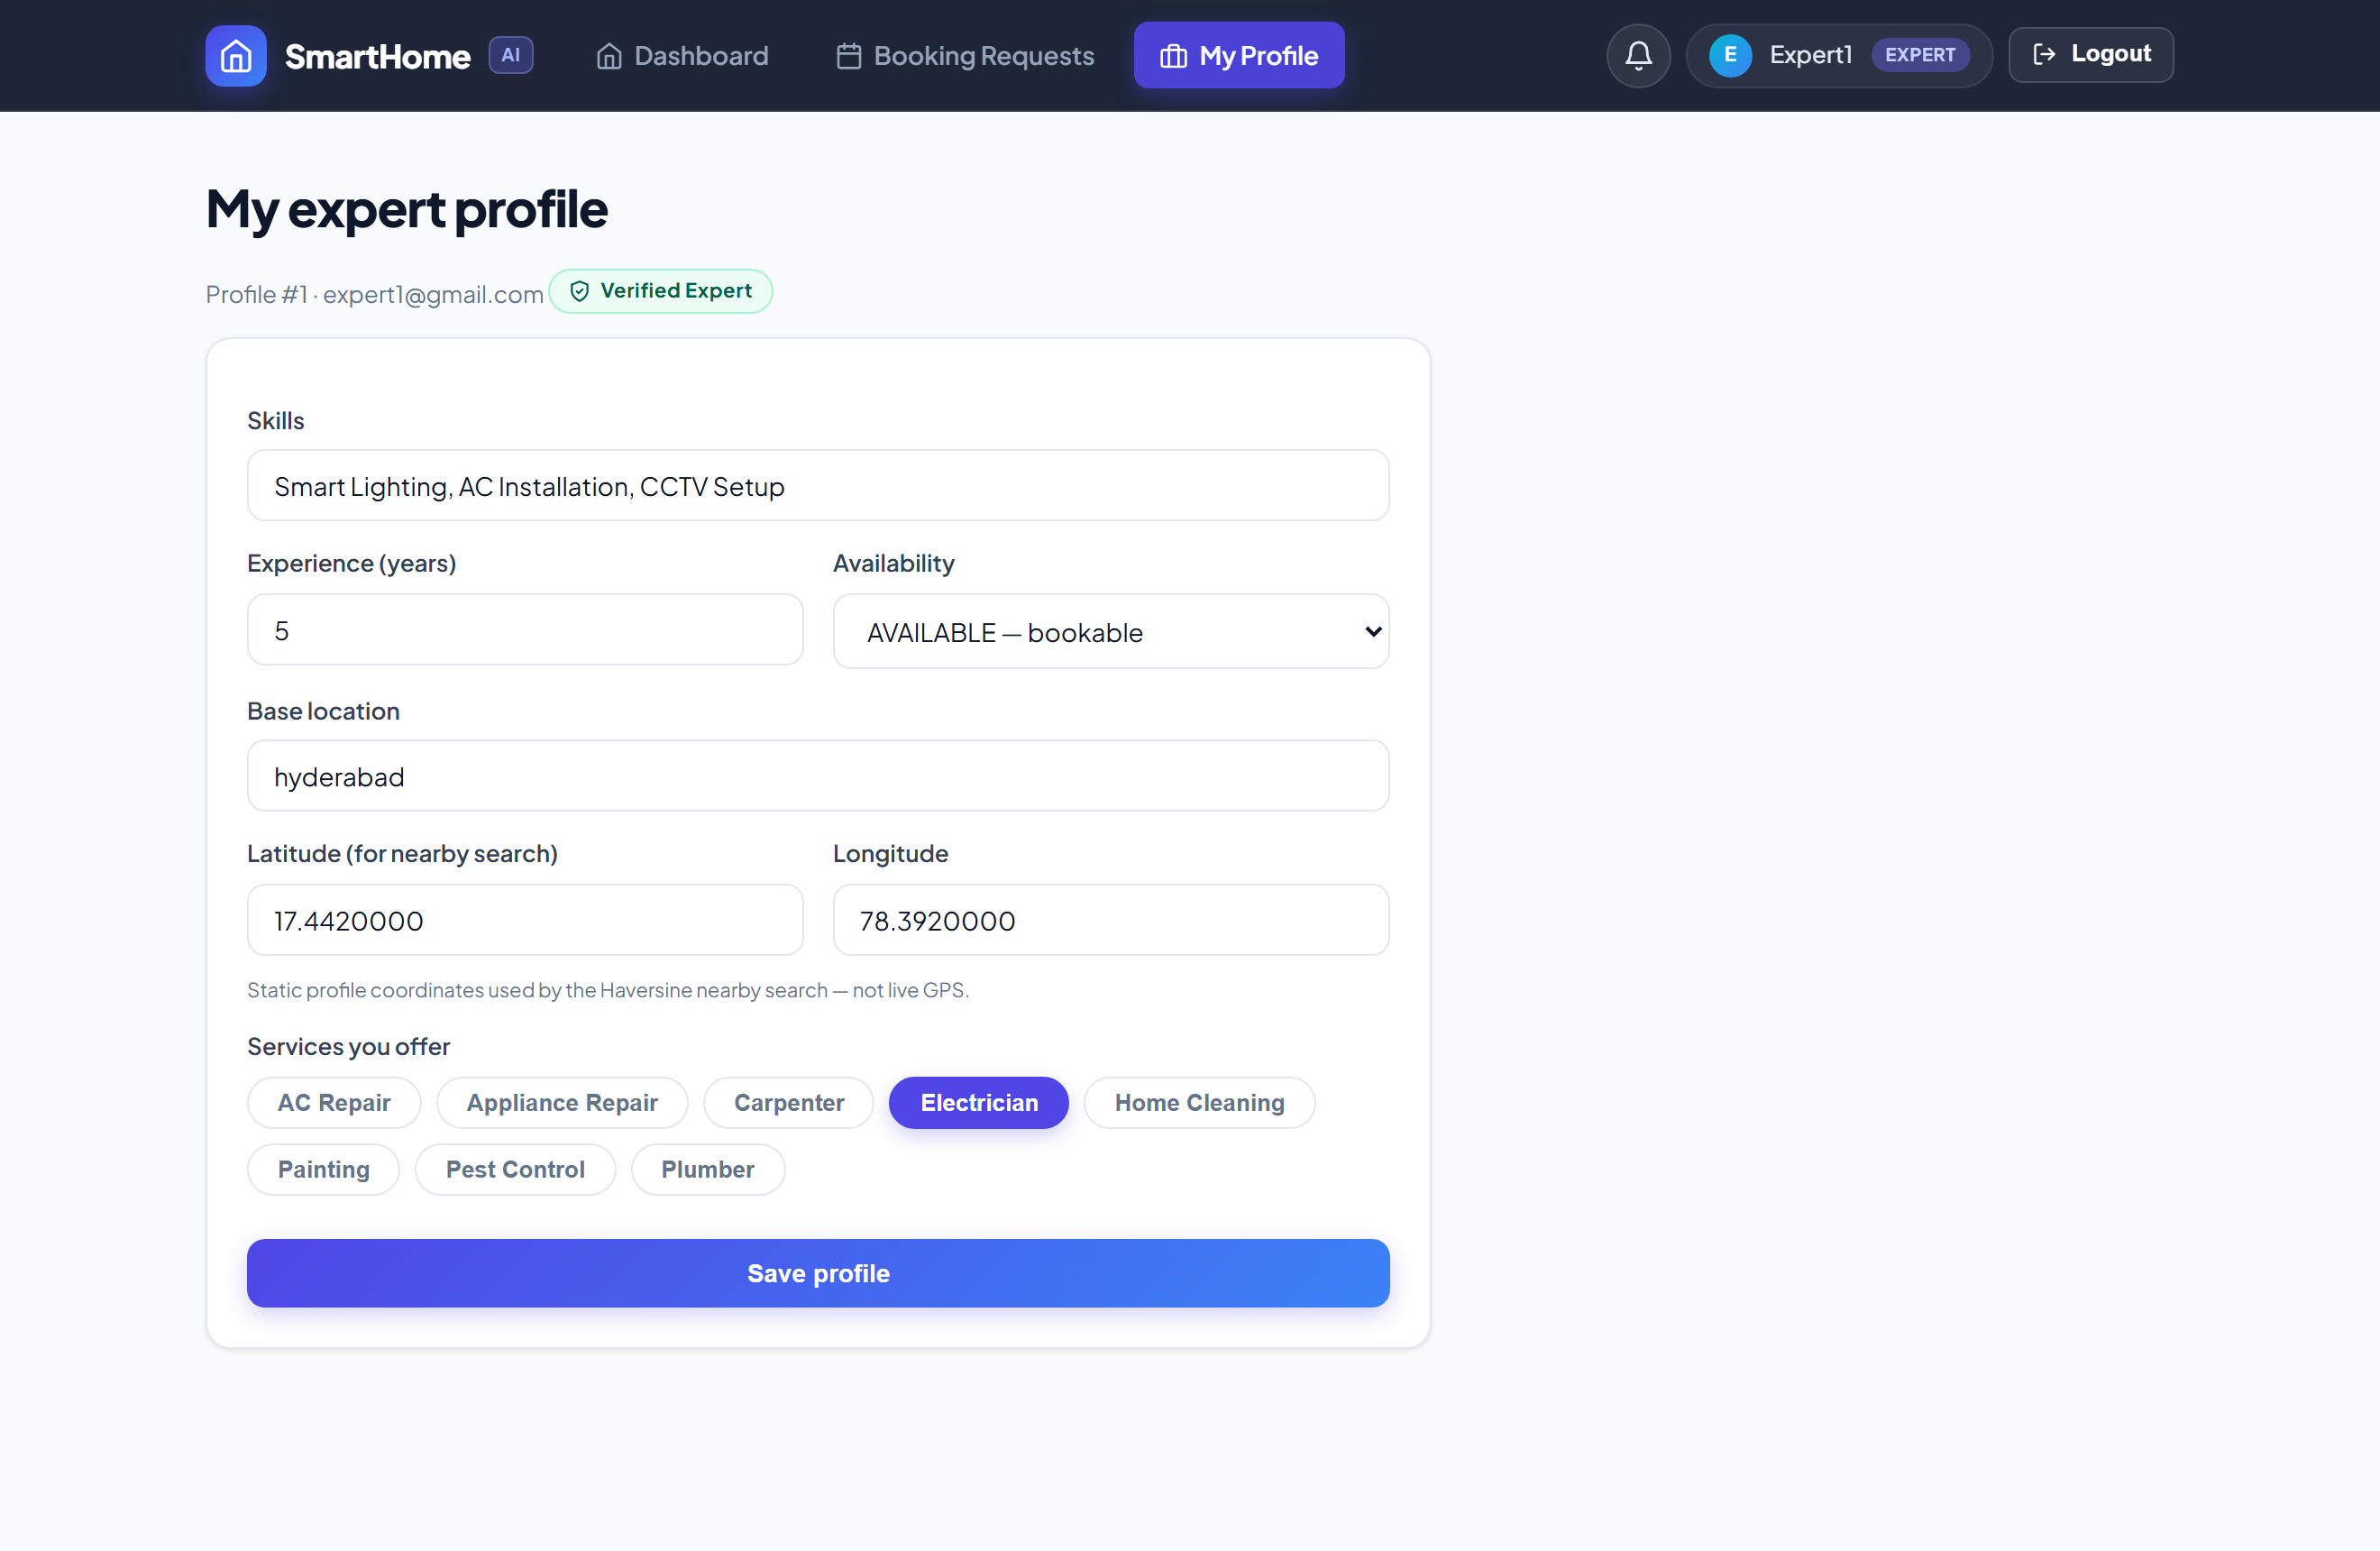 SmartHome AI Dashboard Booking Requests My Profile E Expert1 EXPERT Logout
My expert profile
Profile #1 · expert1@gmail.com Verified Expert
Skills
Smart Lighting, AC Installation, CCTV Setup
Experience (years) Availability
5 AVAILABLE — bookable
Base location
hyderabad
Latitude (for nearby search) Longitude
17.4420000 78.3920000
Static profile coordinates used by the Haversine nearby search — not live GPS.
Services you offer
AC Repair Appliance Repair Carpenter Electrician Home Cleaning
Painting Pest Control Plumber
Save profile